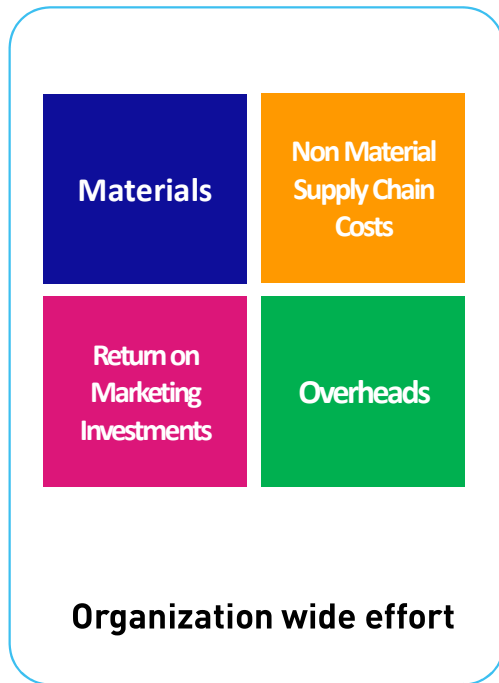 Materials
Non Material
Supply Chain
Costs
Return on
Marketing
Investments
Overheads
Organization wide effort